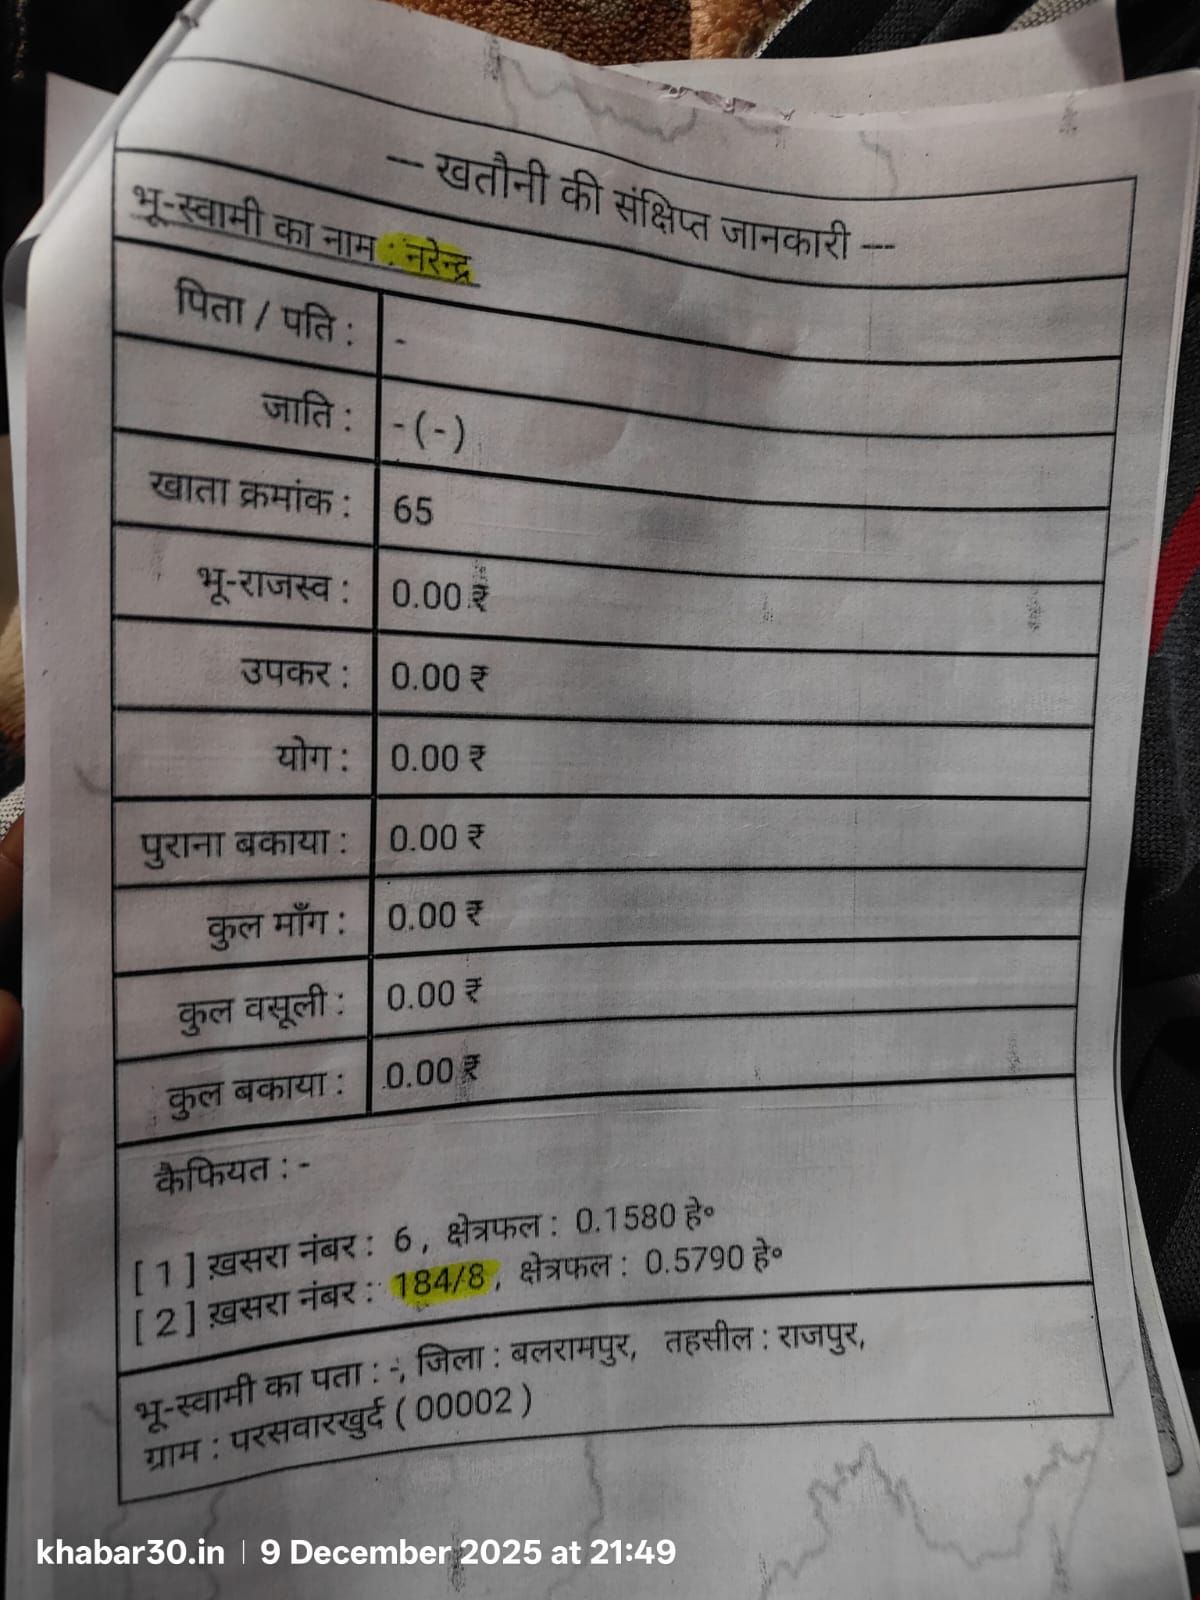 --- खतौनी की संक्षिप्त जानकारी ---
भू-स्वामी का नाम : नरेन्द्र
पिता / पति : -
जाति : - ( - )
खाता क्रमांक : 65
भू-राजस्व : 0.00 ₹
उपकर : 0.00 ₹
योग : 0.00 ₹
पुराना बकाया : 0.00 ₹
कुल माँग : 0.00 ₹
कुल वसूली : 0.00 ₹
कुल बकाया : 0.00 ₹
कैफियत : -
[ 1 ] ख़सरा नंबर : 6 , क्षेत्रफल : 0.1580 हे॰
[ 2 ] ख़सरा नंबर : 184/8 , क्षेत्रफल : 0.5790 हे॰
भू-स्वामी का पता : -, जिला : बलरामपुर, तहसील : राजपुर,
ग्राम : परसवारखुर्द ( 00002 )
khabar30.in | 9 December 2025 at 21:49